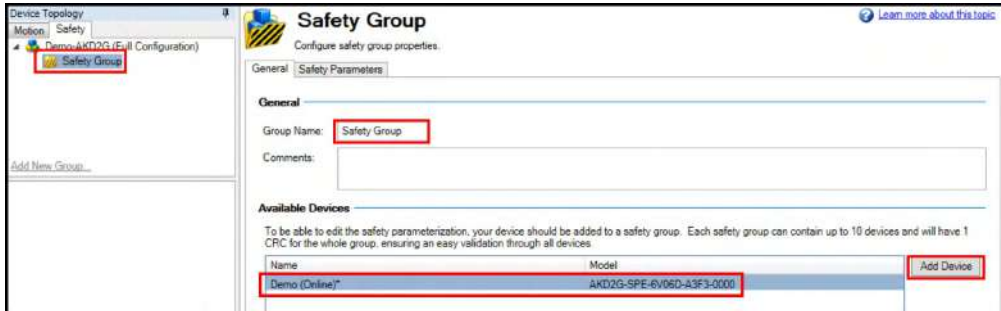 Device Topology
Motion Safety
Demo-AKD2G (Full Configuration)
Safety Group
Add New Group...
Safety Group
Configure safety group properties.
Learn more about this topic
General Safety Parameters
General
Group Name: Safety Group
Comments:
Available Devices
To be able to edit the safety parameterization, your device should be added to a safety group. Each safety group can contain up to 10 devices and will have 1
CRC for the whole group, ensuring an easy validation through all devices
Name Model
Add Device
Demo (Online)* AKD2G-SPE-6V06D-A3F3-0000